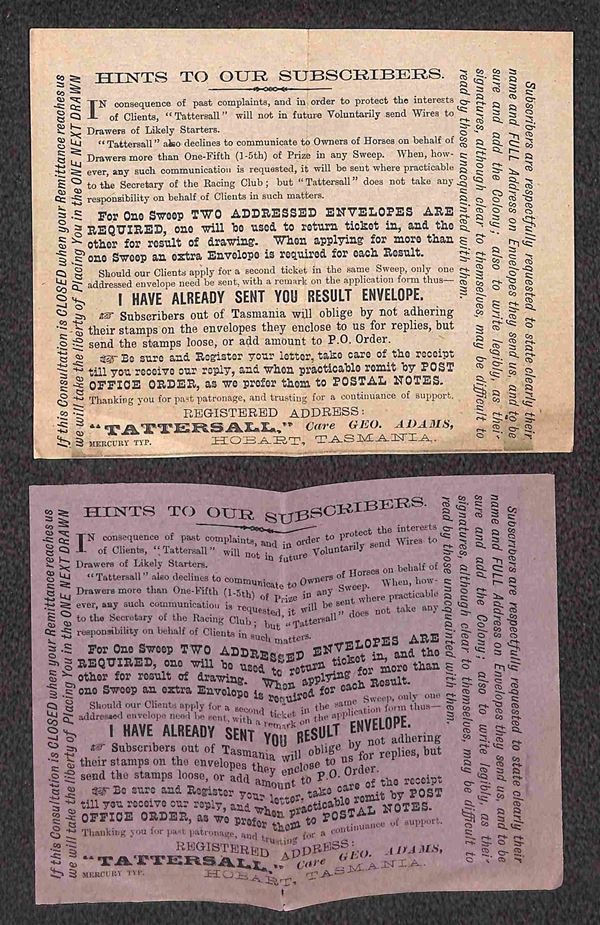 If this Consultation is CLOSED when your Remittance reaches us
we will take the liberty of Placing You in the ONE NEXT DRAWN
HINTS TO OUR SUBSCRIBERS.
IN consequence of past complaints, and in order to protect the interests
of Clients, "Tattersall" will not in future Voluntarily send Wires to
Drawers of Likely Starters.
"Tattersall" also declines to communicate to Owners of Horses on behalf of
Drawers more than One-Fifth (1-5th) of Prize in any Sweep. When, how-
ever, any such communication is requested, it will be sent where practicable
to the Secretary of the Racing Club; but "Tattersall" does not take any
responsibility on behalf of Clients in such matters.
For One Sweep TWO ADDRESSED ENVELOPES ARE
REQUIRED, one will be used to return ticket in, and the
other for result of drawing. When applying for more than
one Sweep an extra Envelope is required for each Result.
Should our Clients apply for a second ticket in the same Sweep, only one
addressed envelope need be sent, with a remark on the application form thus—
I HAVE ALREADY SENT YOU RESULT ENVELOPE.
☞ Subscribers out of Tasmania will oblige by not adhering
their stamps on the envelopes they enclose to us for replies, but
send the stamps loose, or add amount to P.O. Order.
☞ Be sure and Register your letter, take care of the receipt
till you receive our reply, and when practicable remit by POST
OFFICE ORDER, as we prefer them to POSTAL NOTES.
Thanking you for past patronage, and trusting for a continuance of support.
REGISTERED ADDRESS:
"TATTERSALL," Care GEO. ADAMS,
MERCURY TYP. HOBART, TASMANIA.
Subscribers are respectfully requested to state clearly their
name and FULL Address on Envelopes they send us, and to be
sure and add the Colony; also to write legibly, as their
signatures, although clear to themselves, may be difficult to
read by those unacquainted with them.
If this Consultation is CLOSED when your Remittance reaches us
we will take the liberty of Placing You in the ONE NEXT DRAWN
HINTS TO OUR SUBSCRIBERS.
IN consequence of past complaints, and in order to protect the interests
of Clients, "Tattersall" will not in future Voluntarily send Wires to
Drawers of Likely Starters.
"Tattersall" also declines to communicate to Owners of Horses on behalf of
Drawers more than One-Fifth (1-5th) of Prize in any Sweep. When, how-
ever, any such communication is requested, it will be sent where practicable
to the Secretary of the Racing Club; but "Tattersall" does not take any
responsibility on behalf of Clients in such matters.
For One Sweep TWO ADDRESSED ENVELOPES ARE
REQUIRED, one will be used to return ticket in, and the
other for result of drawing. When applying for more than
one Sweep an extra Envelope is required for each Result.
Should our Clients apply for a second ticket in the same Sweep, only one
addressed envelope need be sent, with a remark on the application form thus—
I HAVE ALREADY SENT YOU RESULT ENVELOPE.
☞ Subscribers out of Tasmania will oblige by not adhering
their stamps on the envelopes they enclose to us for replies, but
send the stamps loose, or add amount to P.O. Order.
☞ Be sure and Register your letter, take care of the receipt
till you receive our reply, and when practicable remit by POST
OFFICE ORDER, as we prefer them to POSTAL NOTES.
Thanking you for past patronage, and trusting for a continuance of support.
REGISTERED ADDRESS:
"TATTERSALL," Care GEO. ADAMS,
MERCURY TYP. HOBART, TASMANIA.
Subscribers are respectfully requested to state clearly their
name and FULL Address on Envelopes they send us, and to be
sure and add the Colony; also to write legibly, as their
signatures, although clear to themselves, may be difficult to
read by those unacquainted with them.